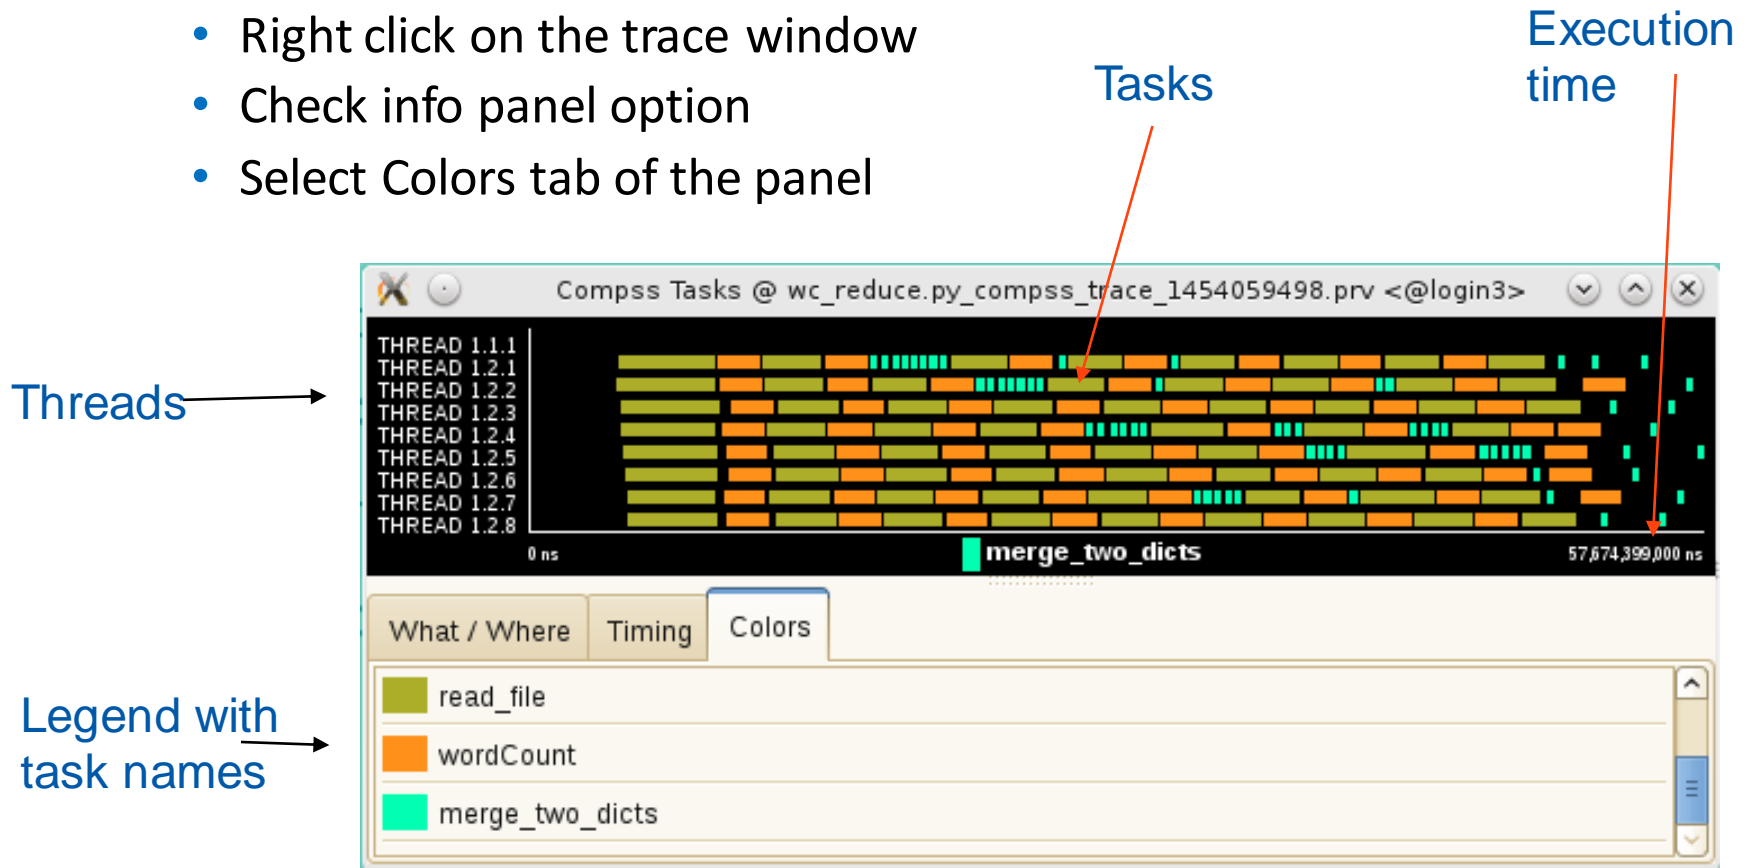 • Right click on the trace window
• Check info panel option
• Select Colors tab of the panel
Tasks
Execution
time
Compss Tasks @ wc_reduce.py_compss_trace_1454059498.prv <@login3>
Threads
THREAD 1.1.1
THREAD 1.2.1
THREAD 1.2.2
THREAD 1.2.3
THREAD 1.2.4
THREAD 1.2.5
THREAD 1.2.6
THREAD 1.2.7
THREAD 1.2.8
0 ns
merge_two_dicts
57,674,399,000 ns
What / Where
Timing
Colors
Legend with
task names
read_file
wordCount
merge_two_dicts